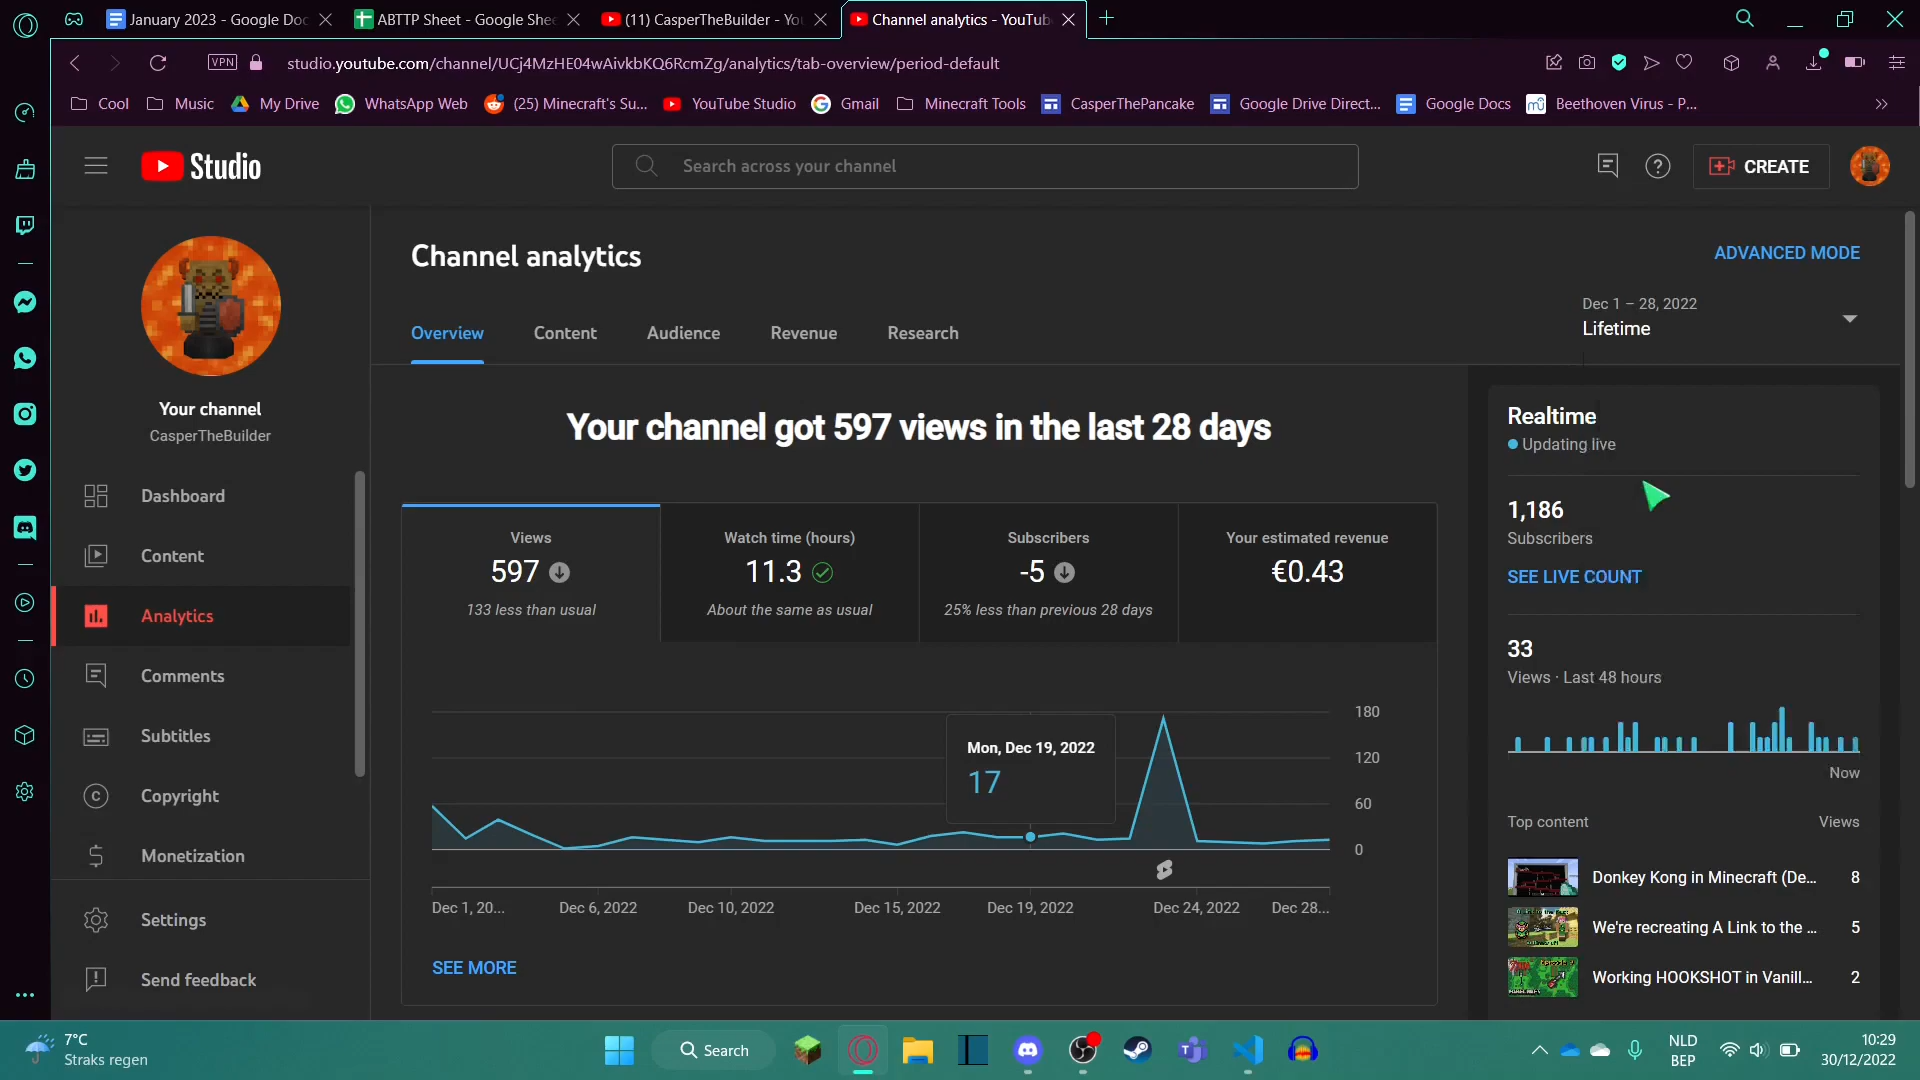 January 2023 - Google Doc
ABTTP Sheet - Google She
(11) CasperTheBuilder - You
Channel analytics - YouTub
VPN
studio.youtube.com/channel/UCj4MzHE04wAivkbKQ6RcmZg/analytics/tab-overview/period-default
Cool
Music
My Drive
WhatsApp Web
(25) Minecraft's Su...
YouTube Studio
Gmail
Minecraft Tools
CasperThePancake
Google Drive Direct...
Google Docs
Beethoven Virus - P...
Studio
Search across your channel
CREATE
Your channel
CasperTheBuilder
Dashboard
Content
Analytics
Comments
Subtitles
Copyright
Monetization
Settings
Send feedback
Channel analytics
ADVANCED MODE
Overview
Content
Audience
Revenue
Research
Dec 1 – 28, 2022
Lifetime
Your channel got 597 views in the last 28 days
Views
597
133 less than usual
Watch time (hours)
11.3
About the same as usual
Subscribers
-5
25% less than previous 28 days
Your estimated revenue
€0.43
Mon, Dec 19, 2022
17
180
120
60
0
Dec 1, 20...
Dec 6, 2022
Dec 10, 2022
Dec 15, 2022
Dec 19, 2022
Dec 24, 2022
Dec 28...
SEE MORE
Realtime
Updating live
1,186
Subscribers
SEE LIVE COUNT
33
Views · Last 48 hours
Now
Top content
Views
Donkey Kong in Minecraft (De...
8
We're recreating A Link to the ...
5
Working HOOKSHOT in Vanill...
2
7°C
Straks regen
Search
NLD
BEP
10:29
30/12/2022